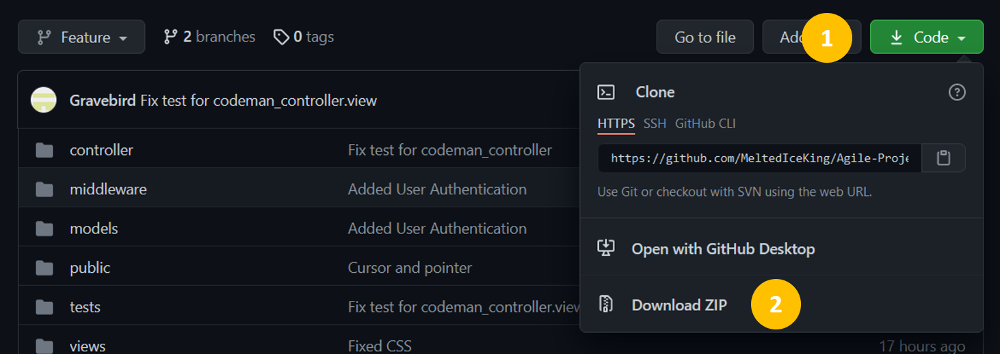 Feature 2 branches 0 tags Go to file Add 1 Code
Gravebird Fix test for codeman_controller.view
Clone
HTTPS SSH GitHub CLI
https://github.com/MeltedIceKing/Agile-Proje
Use Git or checkout with SVN using the web URL.
Open with GitHub Desktop
Download ZIP 2
controller Fix test for codeman_controller
middleware Added User Authentication
models Added User Authentication
public Cursor and pointer
tests Fix test for codeman_controller.view
views Fixed CSS 17 hours ago